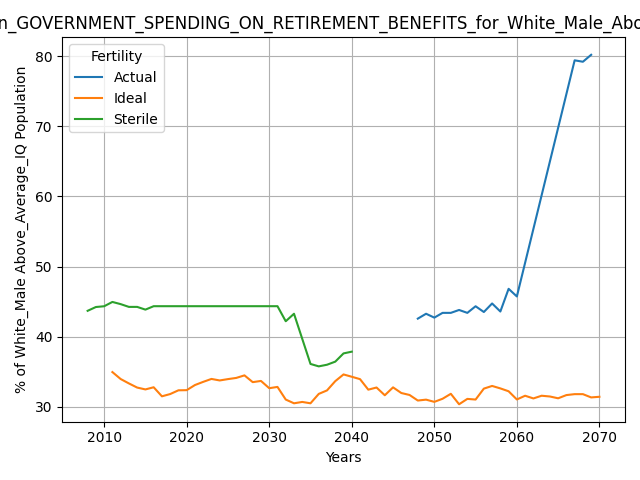 n_GOVERNMENT_SPENDING_ON_RETIREMENT_BENEFITS_for_White_Male_Abo
Fertility
Actual
Ideal
Sterile
% of White_Male Above_Average_IQ Population
80
70
60
50
40
30
2010 2020 2030 2040 2050 2060 2070
Years